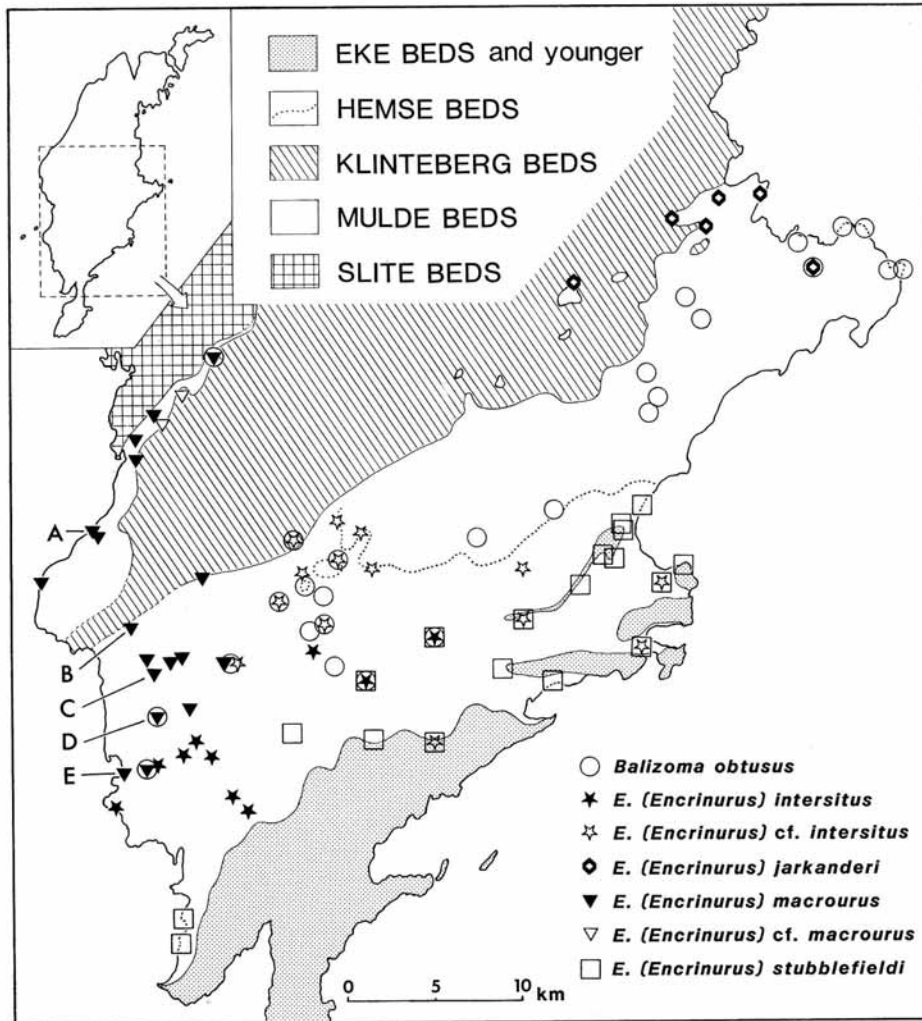 EKE BEDS and younger
HEMSE BEDS
KLINTEBERG BEDS
MULDE BEDS
SLITE BEDS
A
B
C
D
E
Balizoma obtusus
E. (Encrinurus) intersitus
E. (Encrinurus) cf. intersitus
E. (Encrinurus) jarkanderi
E. (Encrinurus) macrourus
E. (Encrinurus) cf. macrourus
E. (Encrinurus) stubblefieldi
0 5 10
km